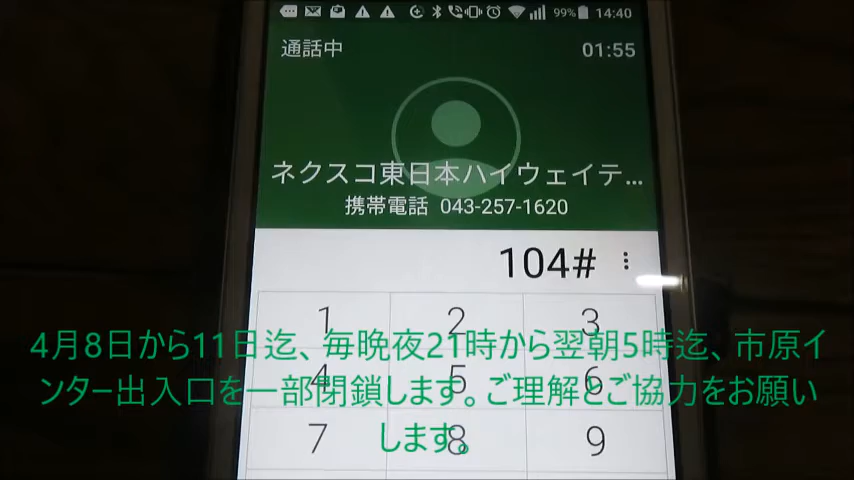 99% 14:40
通話中 01:55
ネクスコ東日本ハイウェイテ...
携帯電話 043-257-1620
104#
1 2 3
4月8日から11日迄、毎晩夜21時から翌朝5時迄、市原イ
ンター出入口を一部閉鎖します。ご理解とご協力をお願い
します。
4 5 6
7 8 9